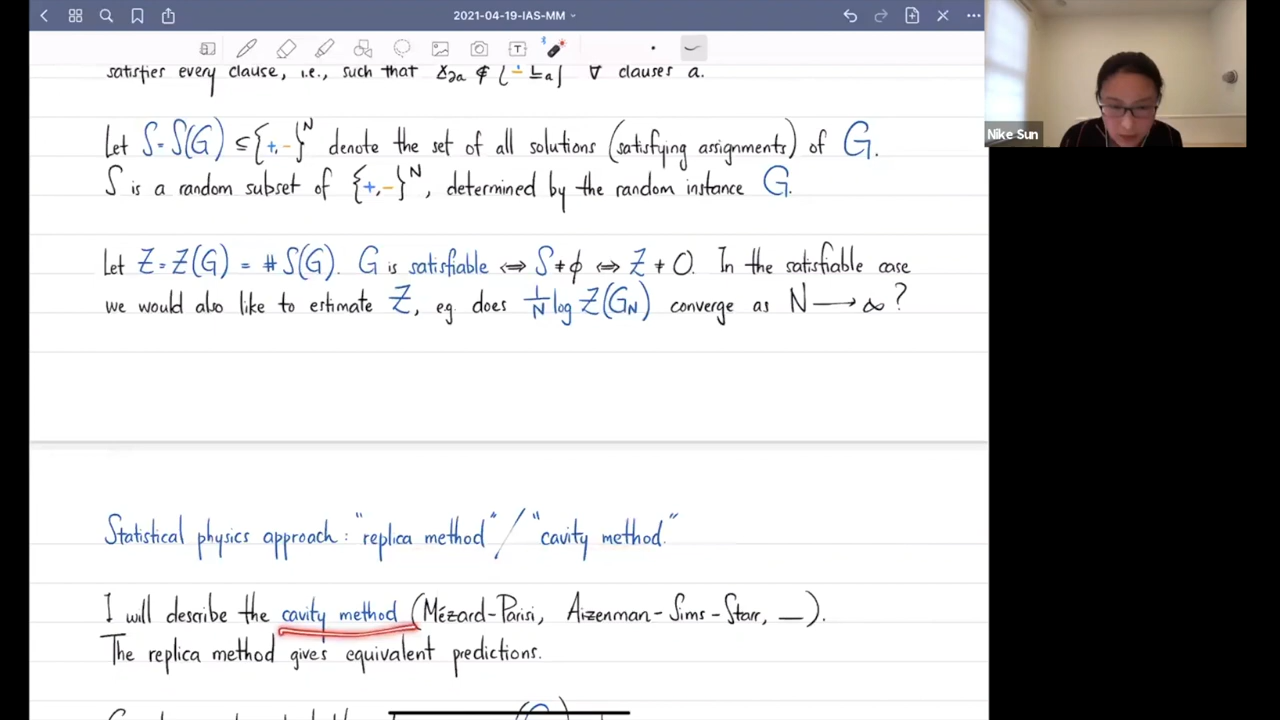 2021-04-19-IAS-MM
Nike Sun
satisfies every clause, i.e., such that X∂a ∉ {± L̲a} ∀ clauses a.
Let S=S(G) ⊆{+,-}^N denote the set of all solutions (satisfying assignments) of G.
S is a random subset of {+,-}^N, determined by the random instance G.
Let Z=Z(G) = #S(G). G is satisfiable ⇔ S≠φ ⇔ Z≠0. In the satisfiable case
we would also like to estimate Z, eg. does 1/N log Z(G_N) converge as N → ∞?
Statistical physics approach: "replica method" / "cavity method."
I will describe the cavity method (Mézard-Parisi, Aizenman-Sims-Starr, —).
The replica method gives equivalent predictions.